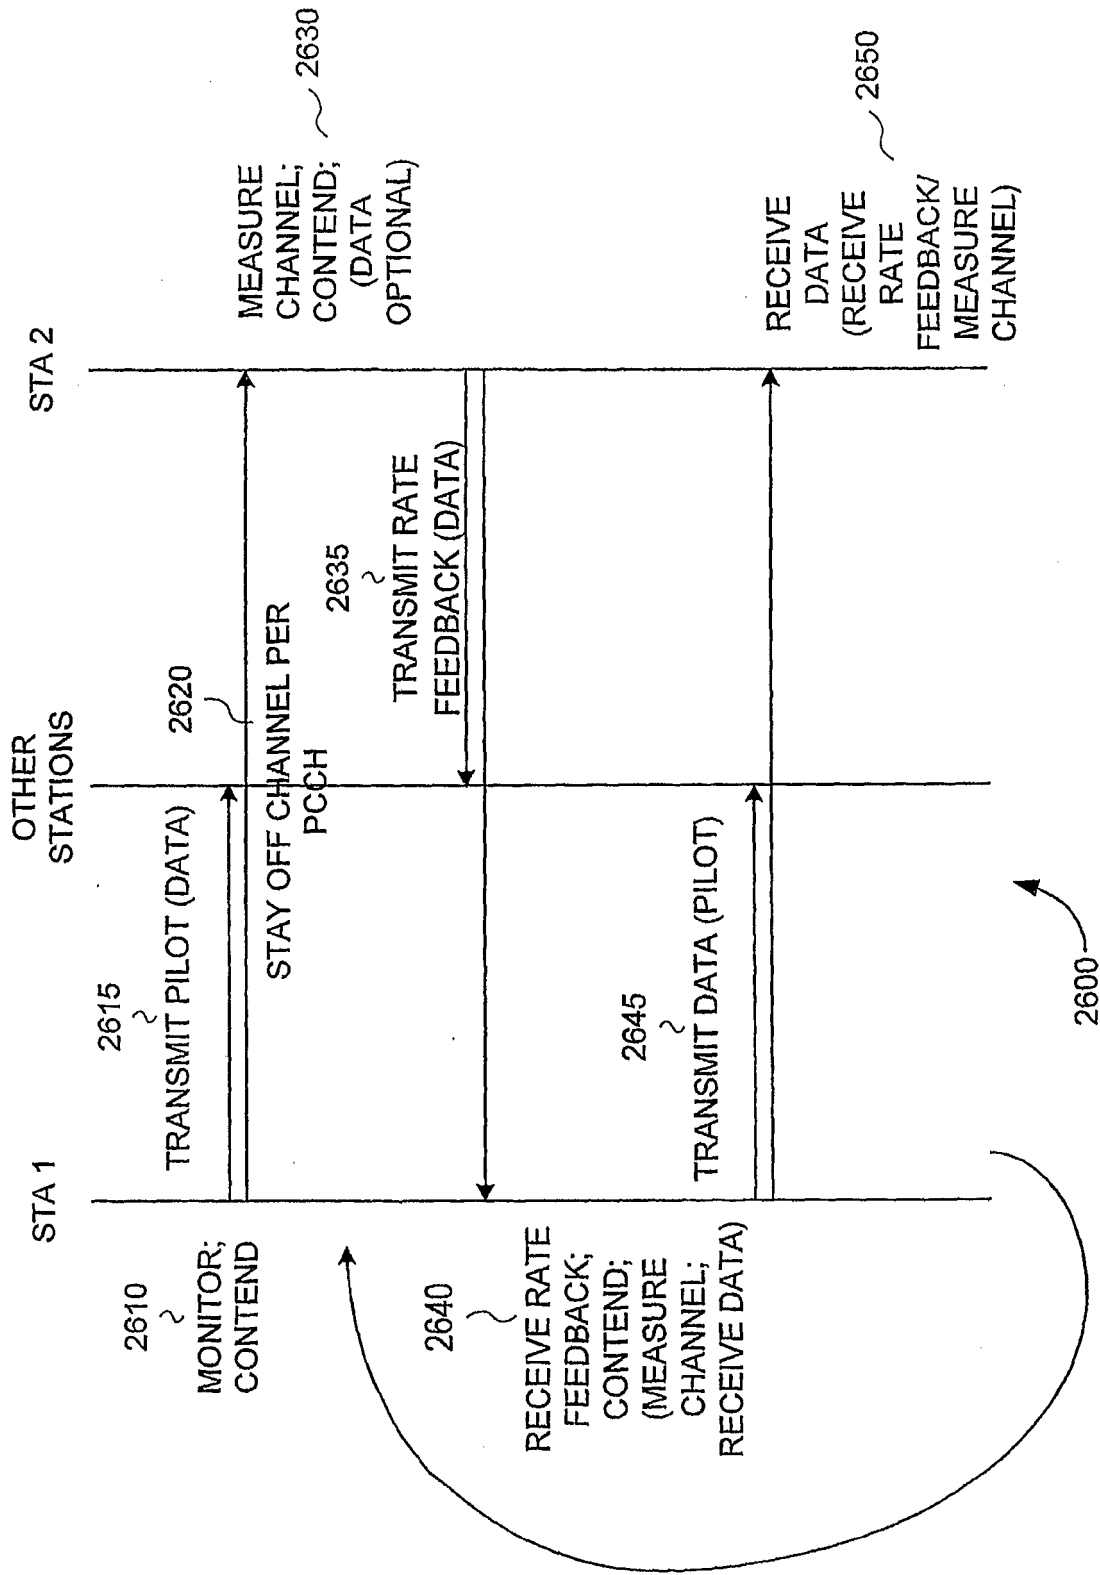 STA 1
OTHER
STATIONS
STA 2
2610
MONITOR;
CONTEND
2615
TRANSMIT PILOT (DATA)
2620
STAY OFF CHANNEL PER
PCCH
MEASURE
CHANNEL;
CONTEND;
(DATA
OPTIONAL)
2630
2635
TRANSMIT RATE
FEEDBACK (DATA)
2640
RECEIVE RATE
FEEDBACK;
CONTEND;
(MEASURE
CHANNEL;
RECEIVE DATA)
2645
TRANSMIT DATA (PILOT)
RECEIVE
DATA
(RECEIVE
RATE
FEEDBACK/
MEASURE
CHANNEL)
2650
2600